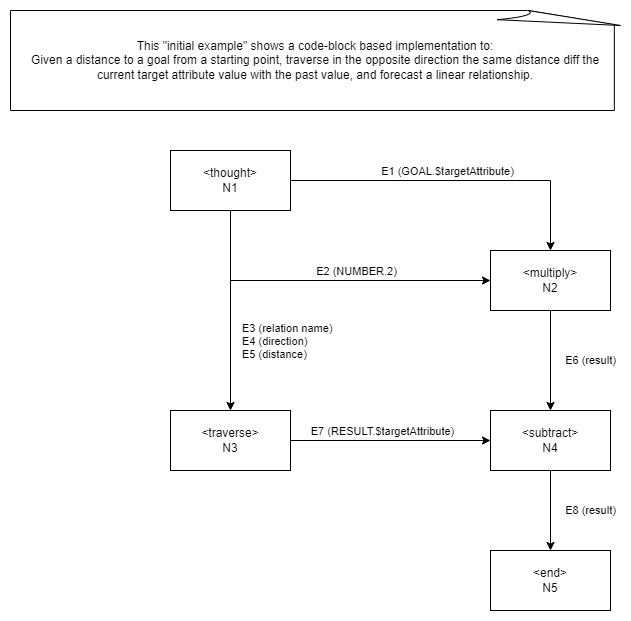 This "initial example" shows a code-block based implementation to:
Given a distance to a goal from a starting point, traverse in the opposite direction the same distance diff the
current target attribute value with the past value, and forecast a linear relationship.
<thought>
N1
E1 (GOAL.$targetAttribute)
<multiply>
N2
E2 (NUMBER.2)
E3 (relation name)
E4 (direction)
E5 (distance)
E6 (result)
<traverse>
N3
E7 (RESULT.$targetAttribute)
<subtract>
N4
E8 (result)
<end>
N5